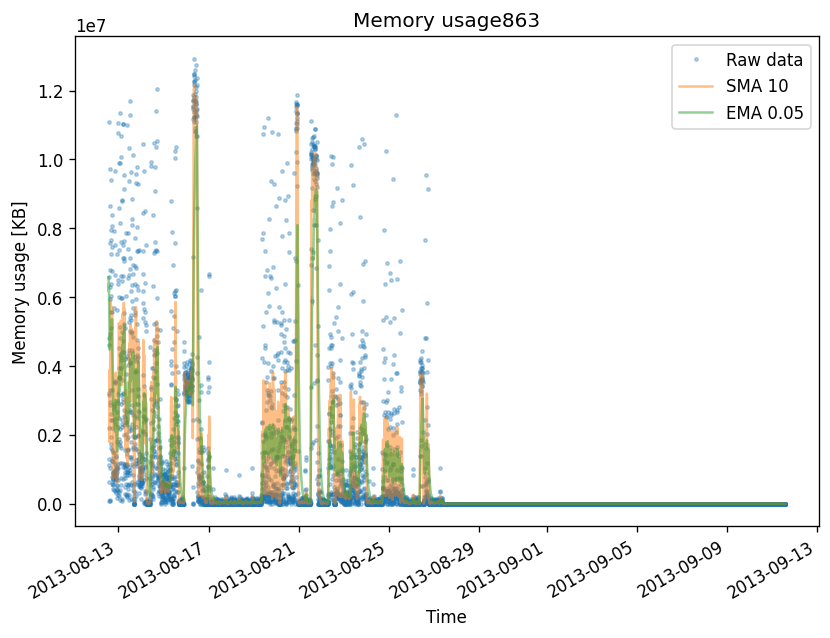 Memory usage863
1e7
Raw data
SMA 10
EMA 0.05
1.2
1.0
0.8
0.6
0.4
0.2
0.0
Memory usage [KB]
2013-08-13
2013-08-17
2013-08-21
2013-08-25
2013-08-29
2013-09-01
2013-09-05
2013-09-09
2013-09-13
Time